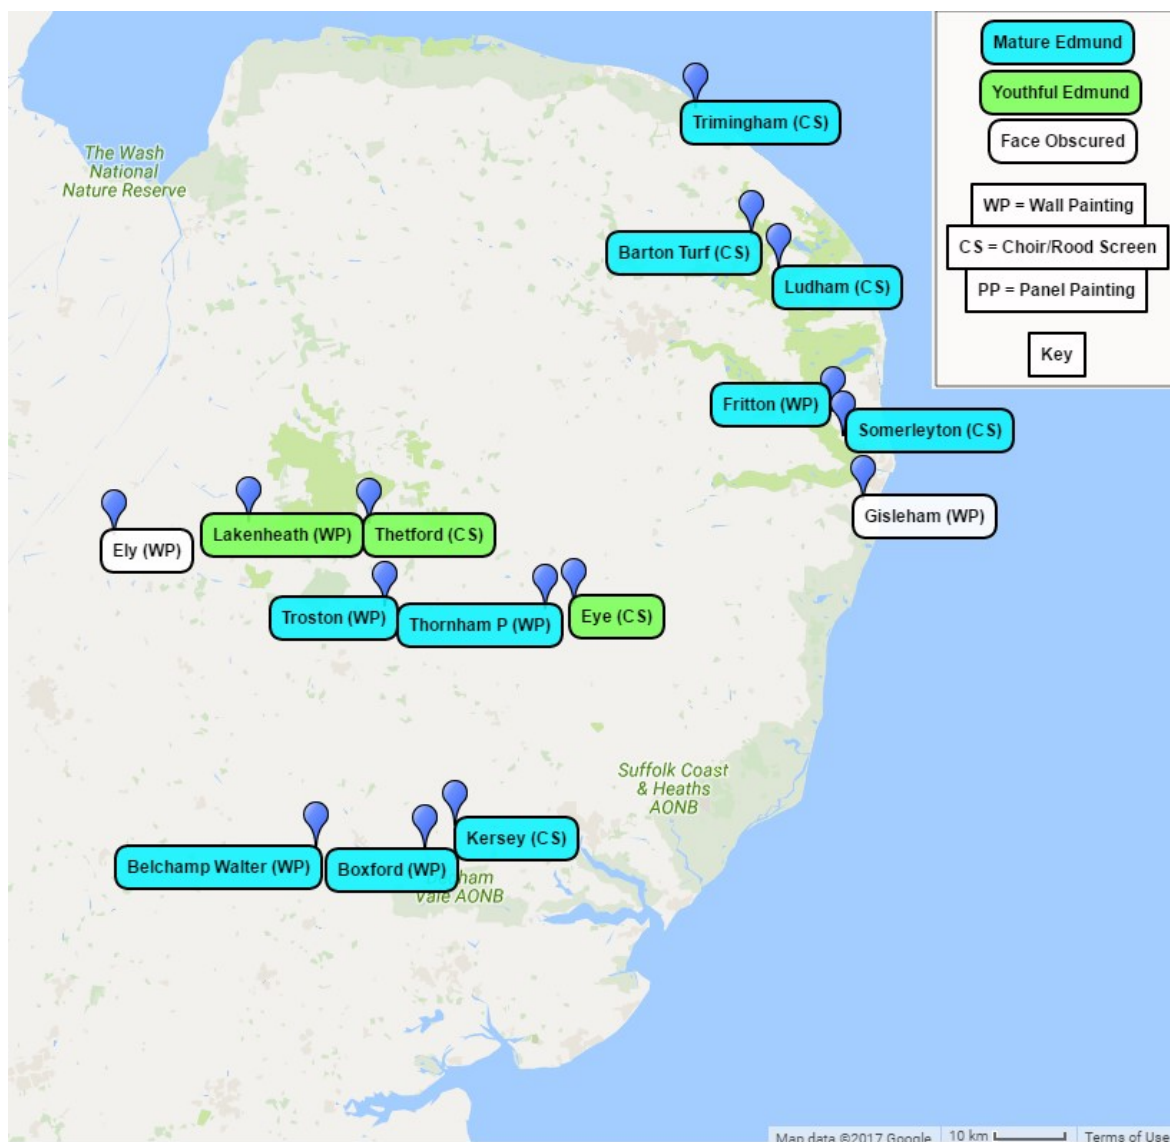 Mature Edmund
Youthful Edmund
Face Obscured
WP = Wall Painting
CS = Choir/Rood Screen
PP = Panel Painting
Key
Trimingham (CS)
The Wash
National
Nature Reserve
Barton Turf (CS)
Ludham (CS)
Fritton (WP)
Somerleyton (CS)
Gisleham (WP)
Ely (WP)
Lakenheath (WP)
Thetford (CS)
Troston (WP)
Thornham P (WP)
Eye (CS)
Suffolk Coast
& Heaths
AONB
Kersey (CS)
Belchamp Walter (WP)
Boxford (WP)
Vale AONB
Map data ©2017 Google
10 km
Terms of Use